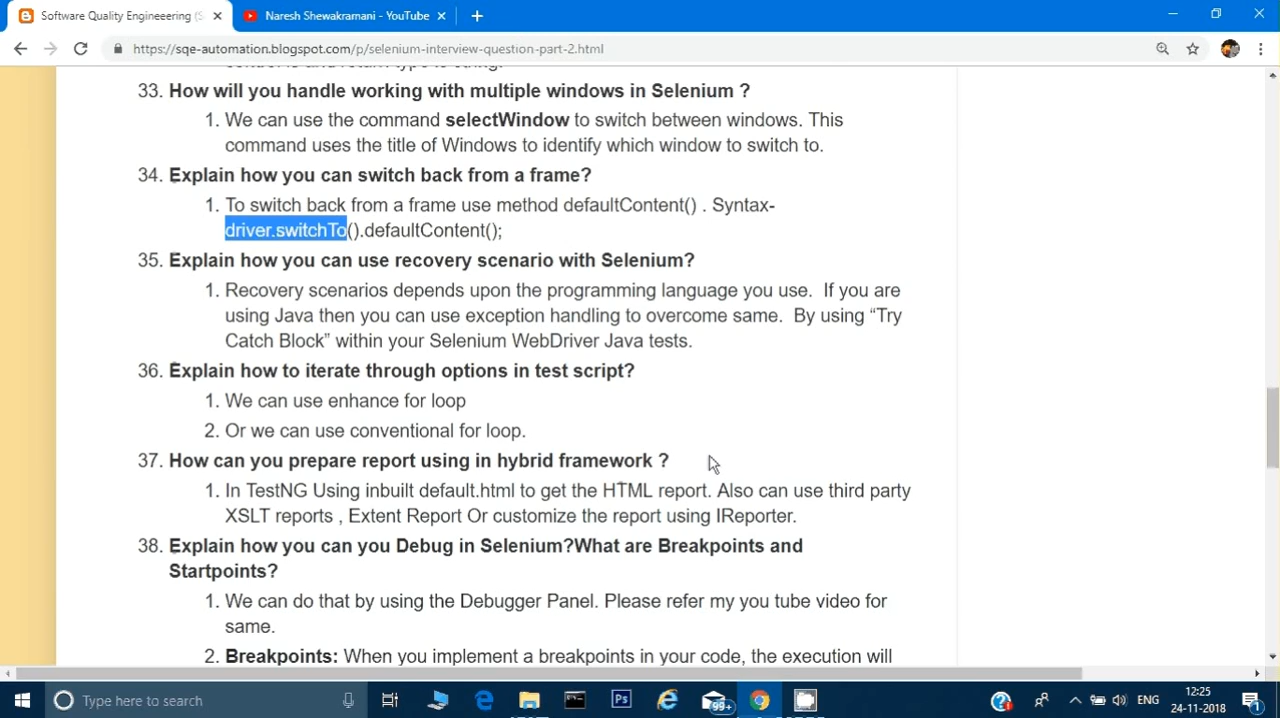 Software Quality Engineeering (S
Naresh Shewakramani - YouTube
https://sqe-automation.blogspot.com/p/selenium-interview-question-part-2.html
33. How will you handle working with multiple windows in Selenium ?
1. We can use the command selectWindow to switch between windows. This
command uses the title of Windows to identify which window to switch to.
34. Explain how you can switch back from a frame?
1. To switch back from a frame use method defaultContent() . Syntax-
driver.switchTo().defaultContent();
35. Explain how you can use recovery scenario with Selenium?
1. Recovery scenarios depends upon the programming language you use. If you are
using Java then you can use exception handling to overcome same. By using “Try
Catch Block” within your Selenium WebDriver Java tests.
36. Explain how to iterate through options in test script?
1. We can use enhance for loop
2. Or we can use conventional for loop.
37. How can you prepare report using in hybrid framework ?
1. In TestNG Using inbuilt default.html to get the HTML report. Also can use third party
XSLT reports , Extent Report Or customize the report using IReporter.
38. Explain how you can you Debug in Selenium?What are Breakpoints and
Startpoints?
1. We can do that by using the Debugger Panel. Please refer my you tube video for
same.
2. Breakpoints: When you implement a breakpoints in your code, the execution will
Type here to search
Ps
99+
ENG
12:25
24-11-2018
1